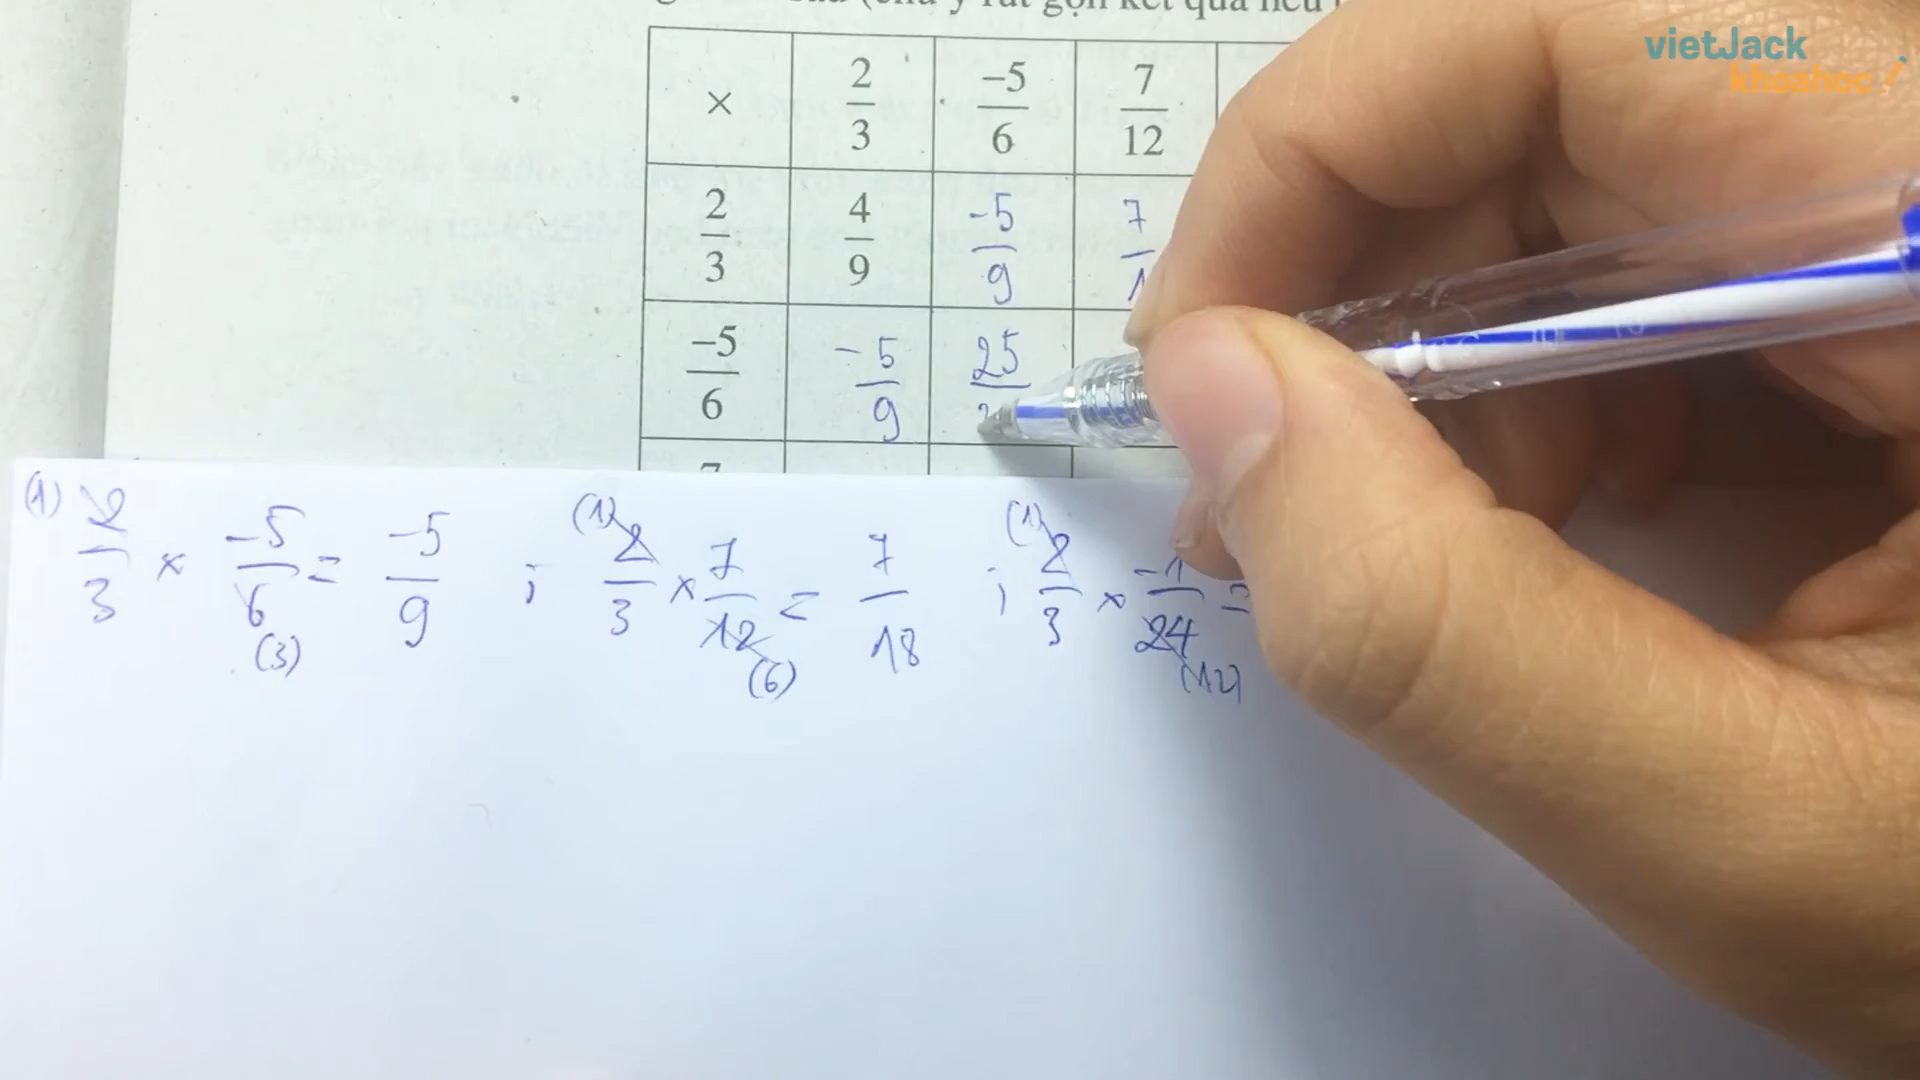 vietJack
khoahoc
× 2/3 -5/6 7/12
2/3 4/9 -5/9 7/1
-5/6 -5/9 25
(1) 2/3 × -5/6 (3) = -5/9 ; (1) 2/3 × 7/12 (6) = 7/18 ; (1) 2/3 × -1/24 (12) =